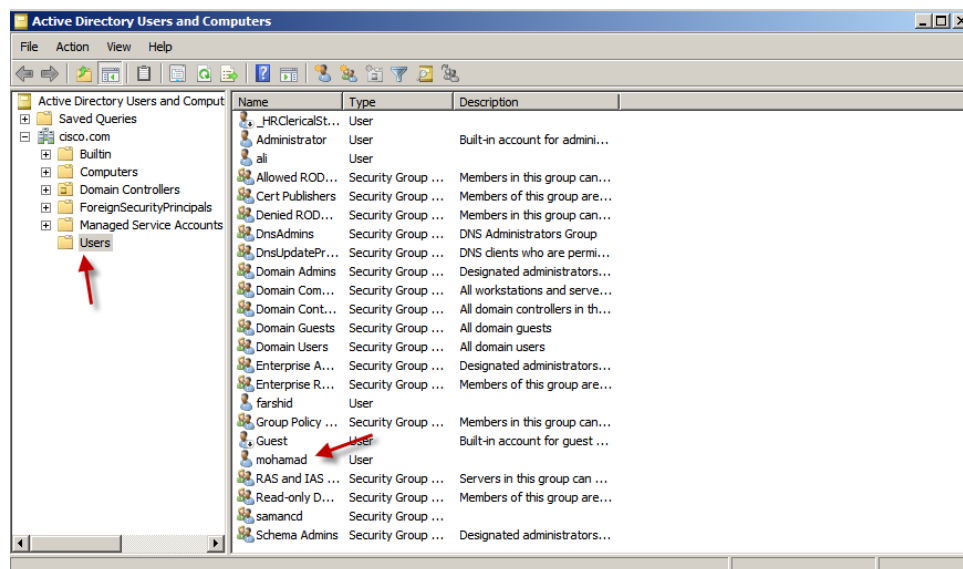 Active Directory Users and Computers
File Action View Help
Active Directory Users and Comput
Saved Queries
cisco.com
Builtin
Computers
Domain Controllers
ForeignSecurityPrincipals
Managed Service Accounts
Users
Name Type Description
_HRClericalSt... User
Administrator User Built-in account for admini...
ali User
Allowed ROD... Security Group ... Members in this group can...
Cert Publishers Security Group ... Members of this group are...
Denied ROD... Security Group ... Members in this group can...
DnsAdmins Security Group ... DNS Administrators Group
DnsUpdatePr... Security Group ... DNS clients who are permi...
Domain Admins Security Group ... Designated administrators...
Domain Com... Security Group ... All workstations and serve...
Domain Cont... Security Group ... All domain controllers in th...
Domain Guests Security Group ... All domain guests
Domain Users Security Group ... All domain users
Enterprise A... Security Group ... Designated administrators...
Enterprise R... Security Group ... Members of this group are...
farshid User
Group Policy ... Security Group ... Members in this group can...
Guest User Built-in account for guest ...
mohamad User
RAS and IAS ... Security Group ... Servers in this group can ...
Read-only D... Security Group ... Members of this group are...
samancd Security Group ...
Schema Admins Security Group ... Designated administrators...